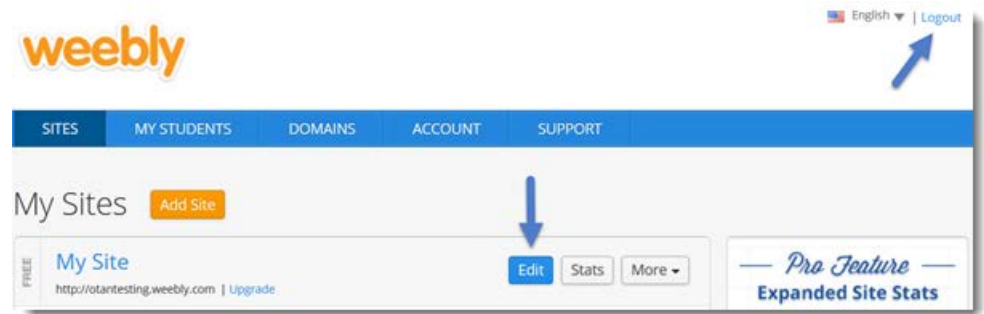 English ▼ | Logout
weebly
SITES MY STUDENTS DOMAINS ACCOUNT SUPPORT
My Sites Add Site
FREE
My Site
Edit Stats More ▾
http://otantesting.weebly.com | Upgrade
Pro Feature
Expanded Site Stats